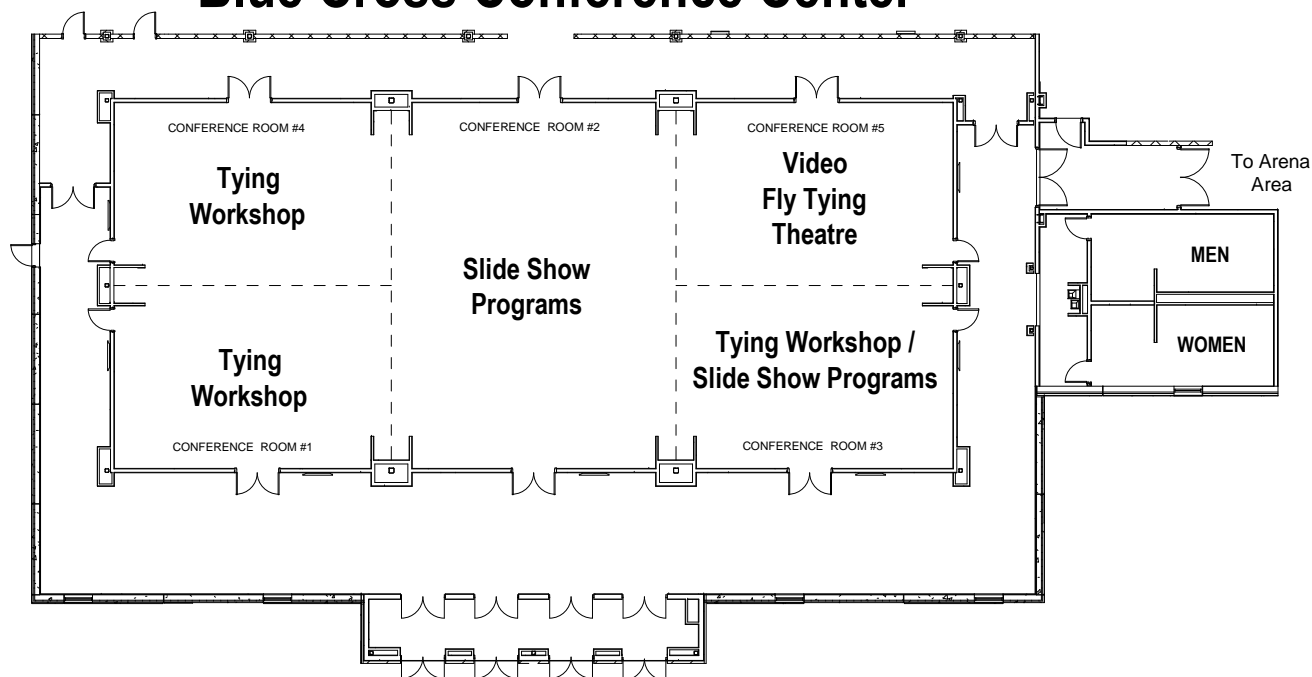 Blue Cross Conference Center
CONFERENCE ROOM #4
CONFERENCE ROOM #2
CONFERENCE ROOM #5
Tying
Workshop
Video
Fly Tying
Theatre
To Arena
Area
Slide Show
Programs
MEN
WOMEN
Tying
Workshop
Tying Workshop /
Slide Show Programs
CONFERENCE ROOM #1
CONFERENCE ROOM #3